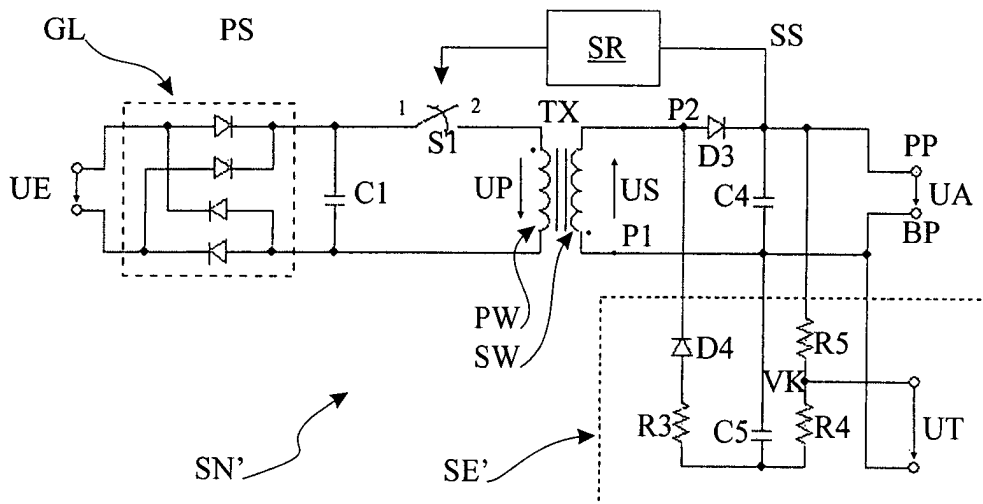 GL
PS
SR
SS
1
2
S1
TX
P2
D3
PP
UE
C1
UP
US
C4
UA
P1
BP
PW
SW
D4
R5
VK
R3
C5
R4
UT
SN'
SE'